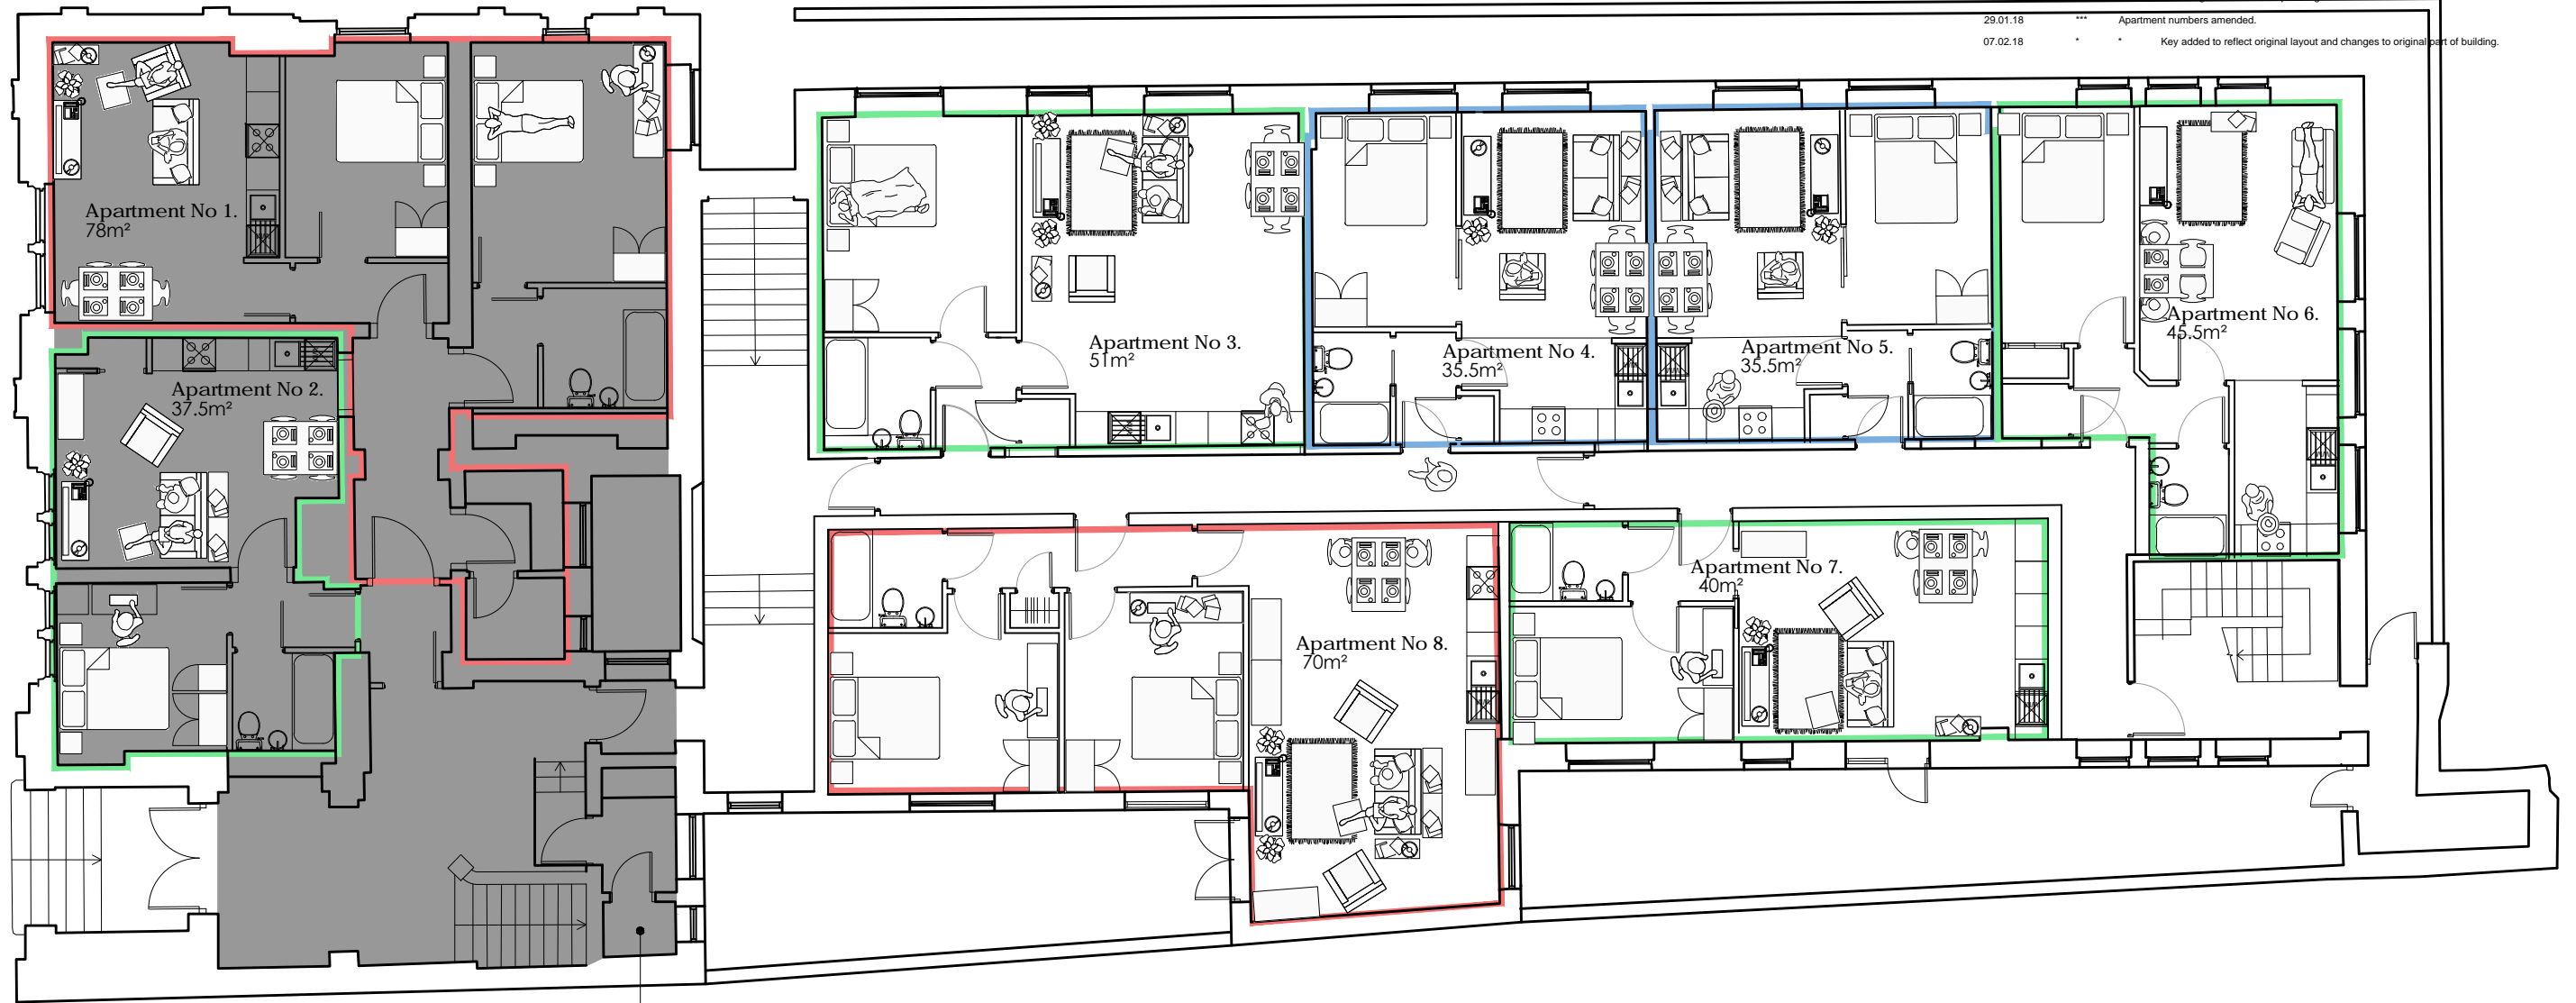 29.01.18 *** Apartment numbers amended.
07.02.18 * * Key added to reflect original layout and changes to original part of building.
Apartment No 1.
78m²
Apartment No 2.
37.5m²
Apartment No 3.
51m²
Apartment No 4.
35.5m²
Apartment No 5.
35.5m²
Apartment No 6.
45.5m²
Apartment No 7.
40m²
Apartment No 8.
70m²